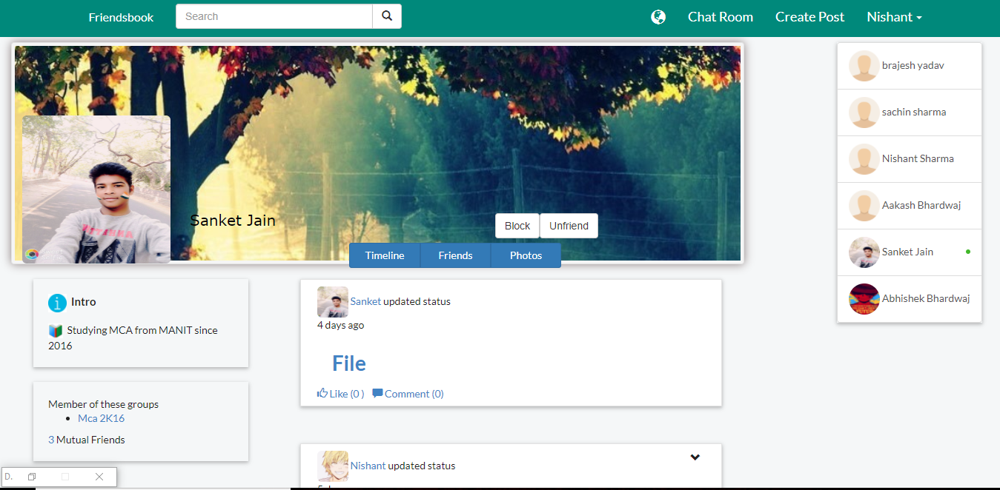 Friendsbook
Search
Chat Room
Create Post
Nishant
Sanket Jain
Block
Unfriend
Timeline
Friends
Photos
Intro
Studying MCA from MANIT since
2016
Member of these groups
Mca 2K16
3 Mutual Friends
Sanket updated status
4 days ago
File
Like (0 )
Comment (0)
Nishant updated status
brajesh yadav
sachin sharma
Nishant Sharma
Aakash Bhardwaj
Sanket Jain
Abhishek Bhardwaj
D.